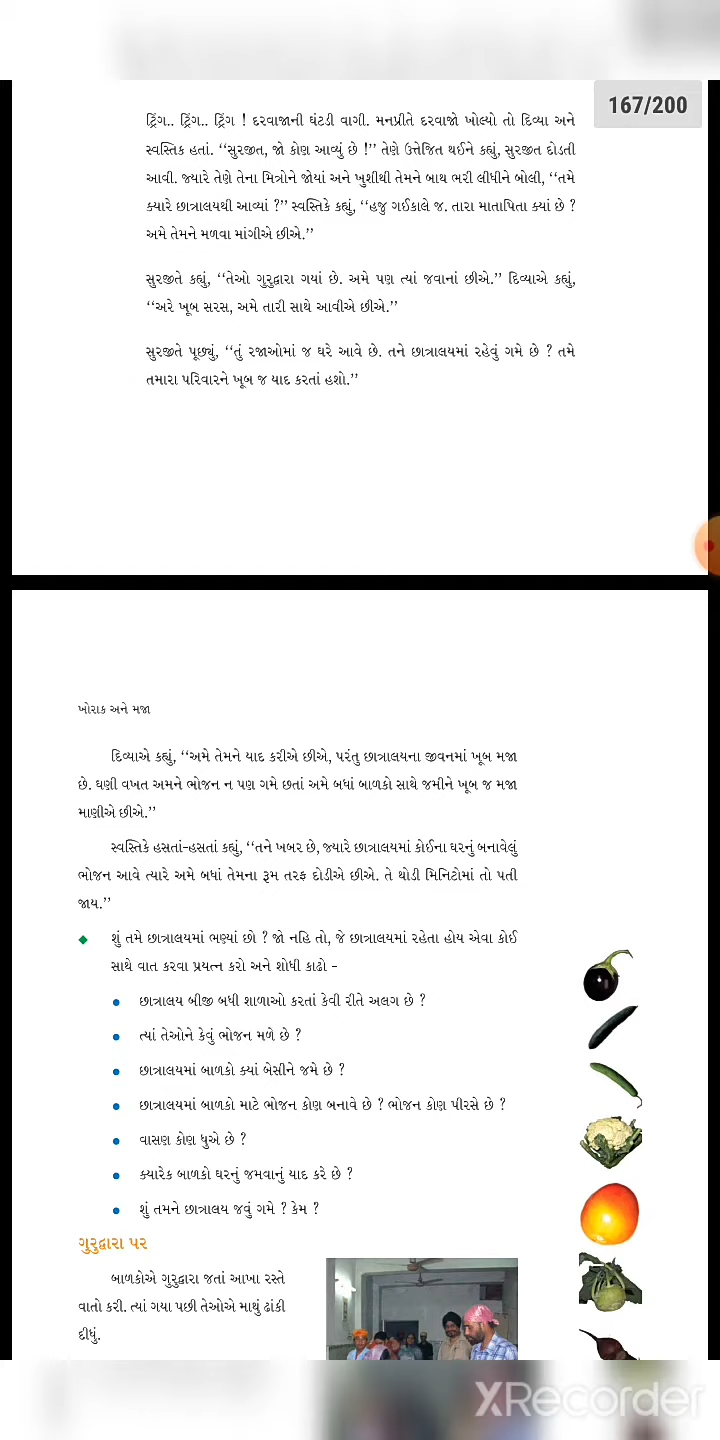 167/200
ટ્રિંગ.. ટ્રિંગ.. ટ્રિંગ ! દરવાજાની ઘંટડી વાગી. મનપ્રીતે દરવાજો ખોલ્યો તો દિવ્યા અને
સ્વસ્તિક હતાં. ‘‘સુરજીત, જો કોણ આવ્યું છે !’’ તેણે ઉત્તેજિત થઈને કહ્યું, સુરજીત દોડતી
આવી. જ્યારે તેણે તેના મિત્રોને જોયાં અને ખુશીથી તેમને બાથ ભરી લીધીને બોલી, ‘‘તમે
ક્યારે છાત્રાલયથી આવ્યાં ?’’ સ્વસ્તિકે કહ્યું, ‘‘હજુ ગઈકાલે જ. તારા માતાપિતા ક્યાં છે ?
અમે તેમને મળવા માંગીએ છીએ.’’
સુરજીતે કહ્યું, ‘‘તેઓ ગુરુદ્વારા ગયાં છે. અમે પણ ત્યાં જવાનાં છીએ.’’ દિવ્યાએ કહ્યું,
‘‘અરે ખૂબ સરસ, અમે તારી સાથે આવીએ છીએ.’’
સુરજીતે પૂછ્યું, ‘‘તું રજાઓમાં જ ઘરે આવે છે. તને છાત્રાલયમાં રહેવું ગમે છે ? તમે
તમારા પરિવારને ખૂબ જ યાદ કરતાં હશો.’’
ખોરાક અને મજા
દિવ્યાએ કહ્યું, ‘‘અમે તેમને યાદ કરીએ છીએ, પરંતુ છાત્રાલયના જીવનમાં ખૂબ મજા
છે. ઘણી વખત અમને ભોજન ન પણ ગમે છતાં અમે બધાં બાળકો સાથે જમીને ખૂબ જ મજા
માણીએ છીએ.’’
સ્વસ્તિકે હસતાં-હસતાં કહ્યું, ‘‘તને ખબર છે, જ્યારે છાત્રાલયમાં કોઈના ઘરનું બનાવેલું
ભોજન આવે ત્યારે અમે બધાં તેમના રૂમ તરફ દોડીએ છીએ. તે થોડી મિનિટોમાં તો પતી
જાય.’’
◆ શું તમે છાત્રાલયમાં ભણ્યાં છો ? જો નહિ તો, જે છાત્રાલયમાં રહેતા હોય એવા કોઈ
સાથે વાત કરવા પ્રયત્ન કરો અને શોધી કાઢો -
• છાત્રાલય બીજી બધી શાળાઓ કરતાં કેવી રીતે અલગ છે ?
• ત્યાં તેઓને કેવું ભોજન મળે છે ?
• છાત્રાલયમાં બાળકો ક્યાં બેસીને જમે છે ?
• છાત્રાલયમાં બાળકો માટે ભોજન કોણ બનાવે છે ? ભોજન કોણ પીરસે છે ?
• વાસણ કોણ ધુએ છે ?
• ક્યારેક બાળકો ઘરનું જમવાનું યાદ કરે છે ?
• શું તમને છાત્રાલય જવું ગમે ? કેમ ?
ગુરુદ્વારા પર
બાળકોએ ગુરુદ્વારા જતાં આખા રસ્તે
વાતો કરી. ત્યાં ગયા પછી તેઓએ માથું ઢાંકી
દીધું.
XRecorder